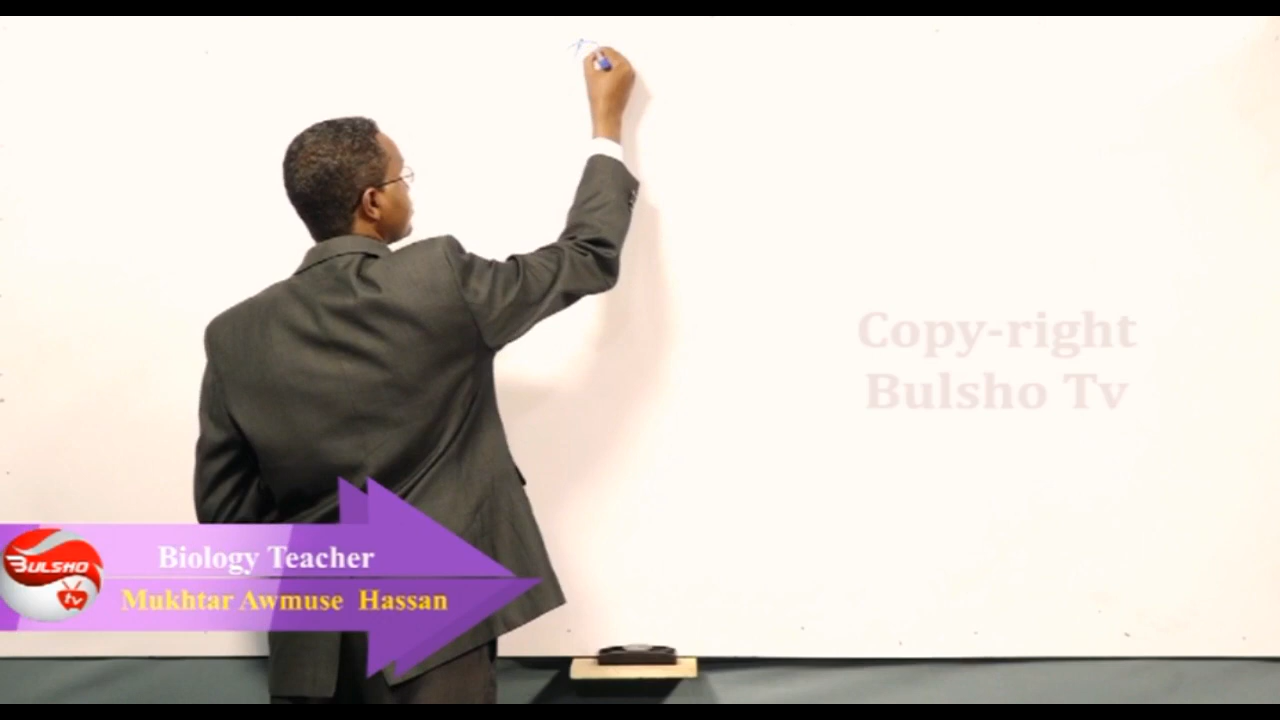 Copy-right
Bulsho Tv
Biology Teacher
BULSHO
tv
Mukhtar Awmuse Hassan